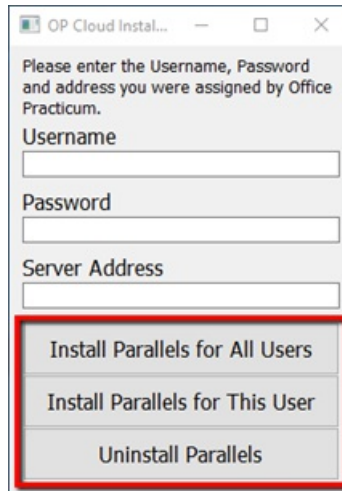 OP Cloud Instal...
Please enter the Username, Password
and address you were assigned by Office
Practicum.
Username
Password
Server Address
Install Parallels for All Users
Install Parallels for This User
Uninstall Parallels